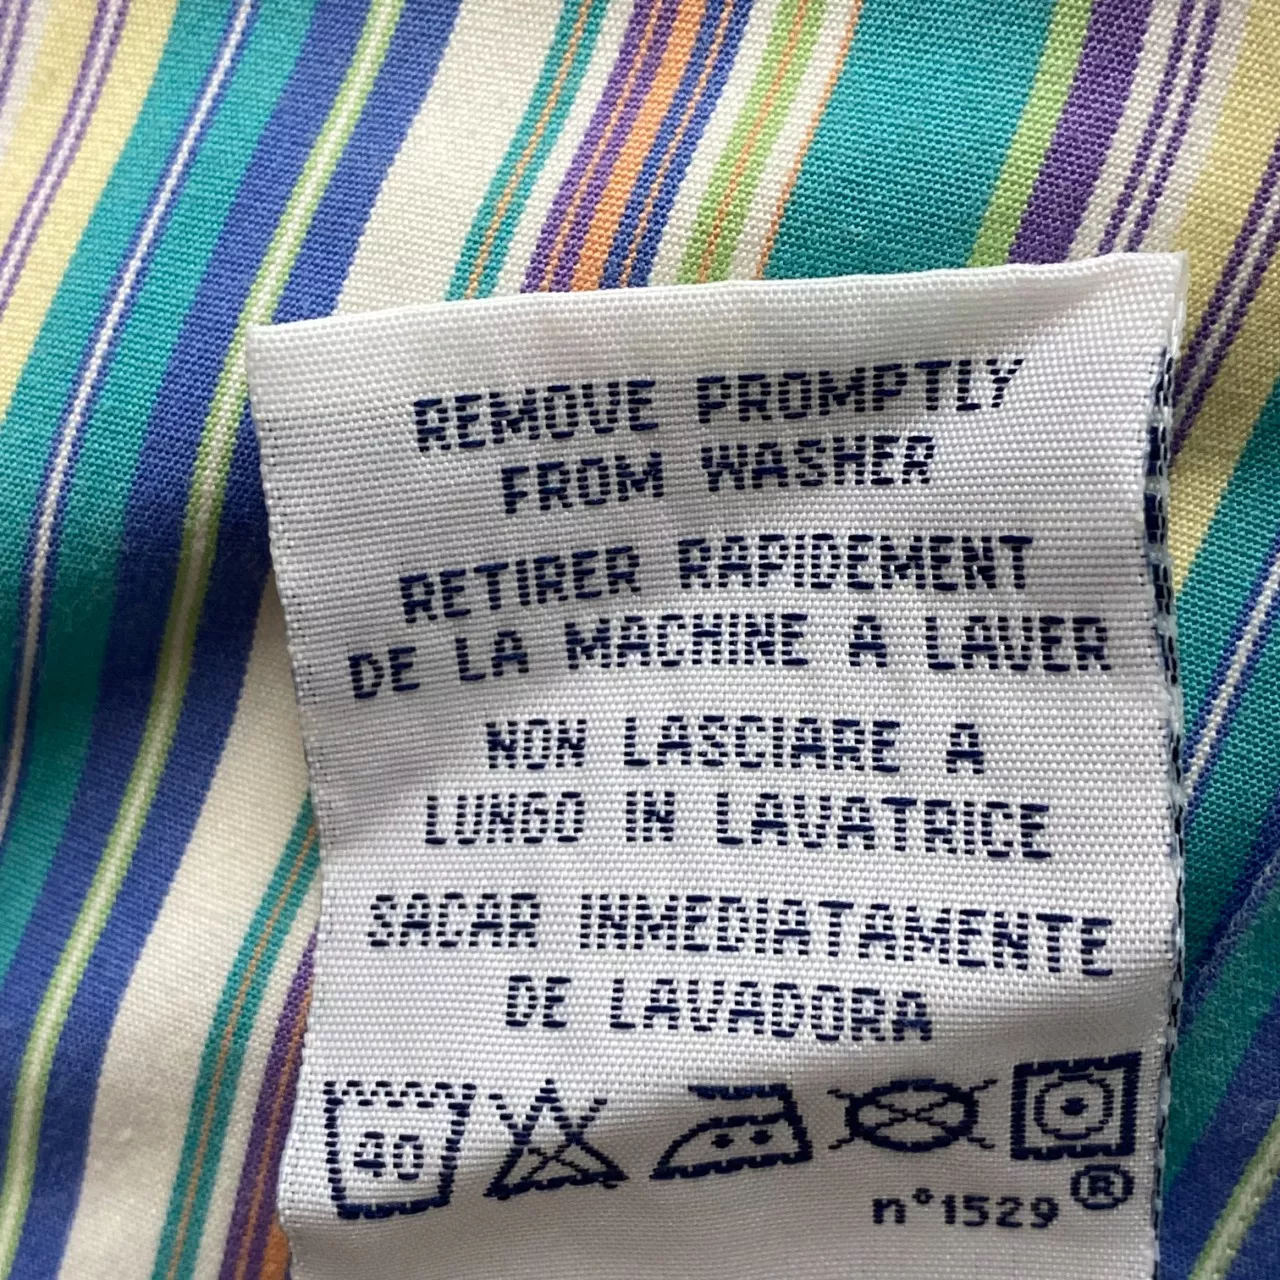 REMOVE PROMPTLY
FROM WASHER
RETIRER RAPIDEMENT
DE LA MACHINE A LAVER
NON LASCIARE A
LUNGO IN LAVATRICE
SACAR INMEDIATAMENTE
DE LAVADORA
40
n°1529 ®